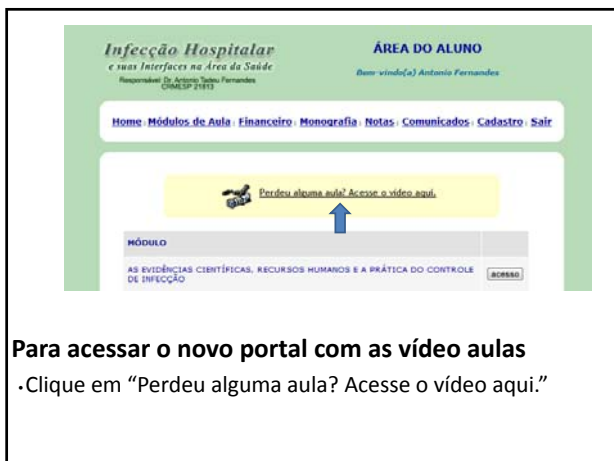 Infecção Hospitalar
e suas Interfaces na Área da Saúde
Responsável: Dr. Antonio Tadeu Fernandes
CRMESP 21813
ÁREA DO ALUNO
Bem-vindo(a) Antonio Fernandes
Home Módulos de Aula Financeiro Monografia Notas Comunicados Cadastro Sair
Perdeu alguma aula? Acesse o vídeo aqui.
MÓDULO
AS EVIDÊNCIAS CIENTÍFICAS, RECURSOS HUMANOS E A PRÁTICA DO CONTROLE
DE INFECÇÃO
acesso
Para acessar o novo portal com as vídeo aulas
•Clique em “Perdeu alguma aula? Acesse o vídeo aqui.”